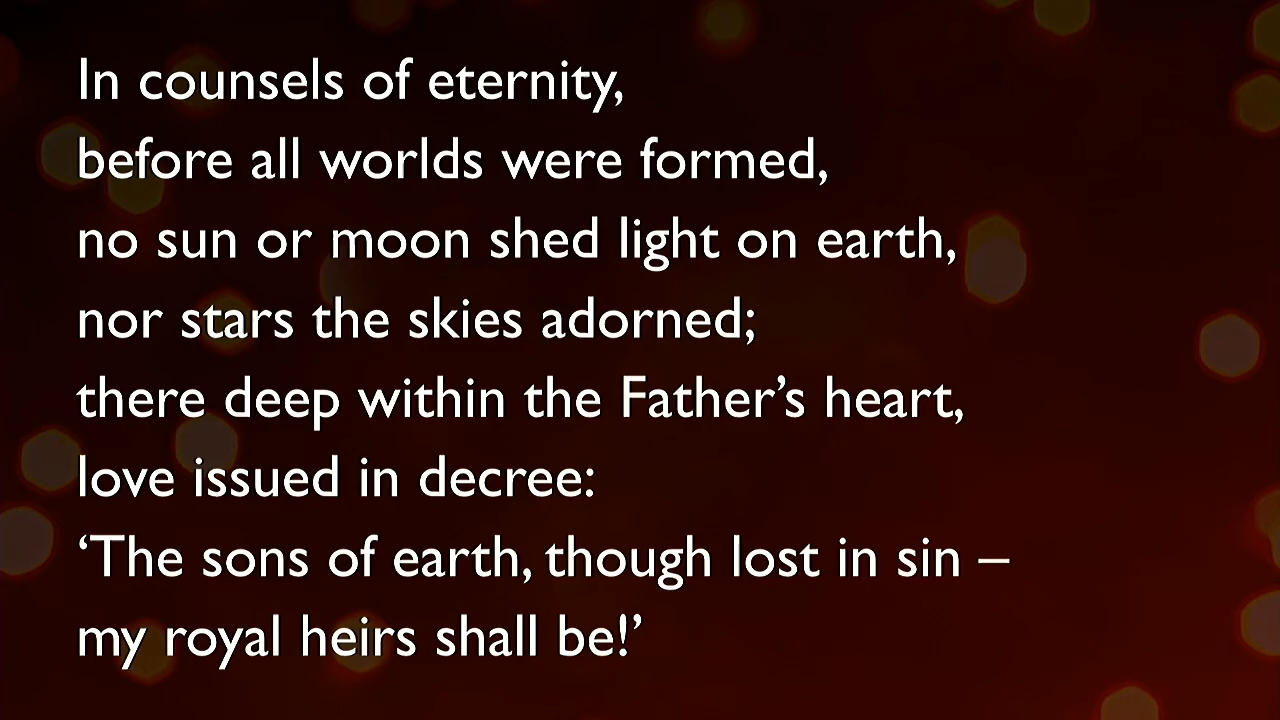 In counsels of eternity,
before all worlds were formed,
no sun or moon shed light on earth,
nor stars the skies adorned;
there deep within the Father’s heart,
love issued in decree:
‘The sons of earth, though lost in sin –
my royal heirs shall be!’